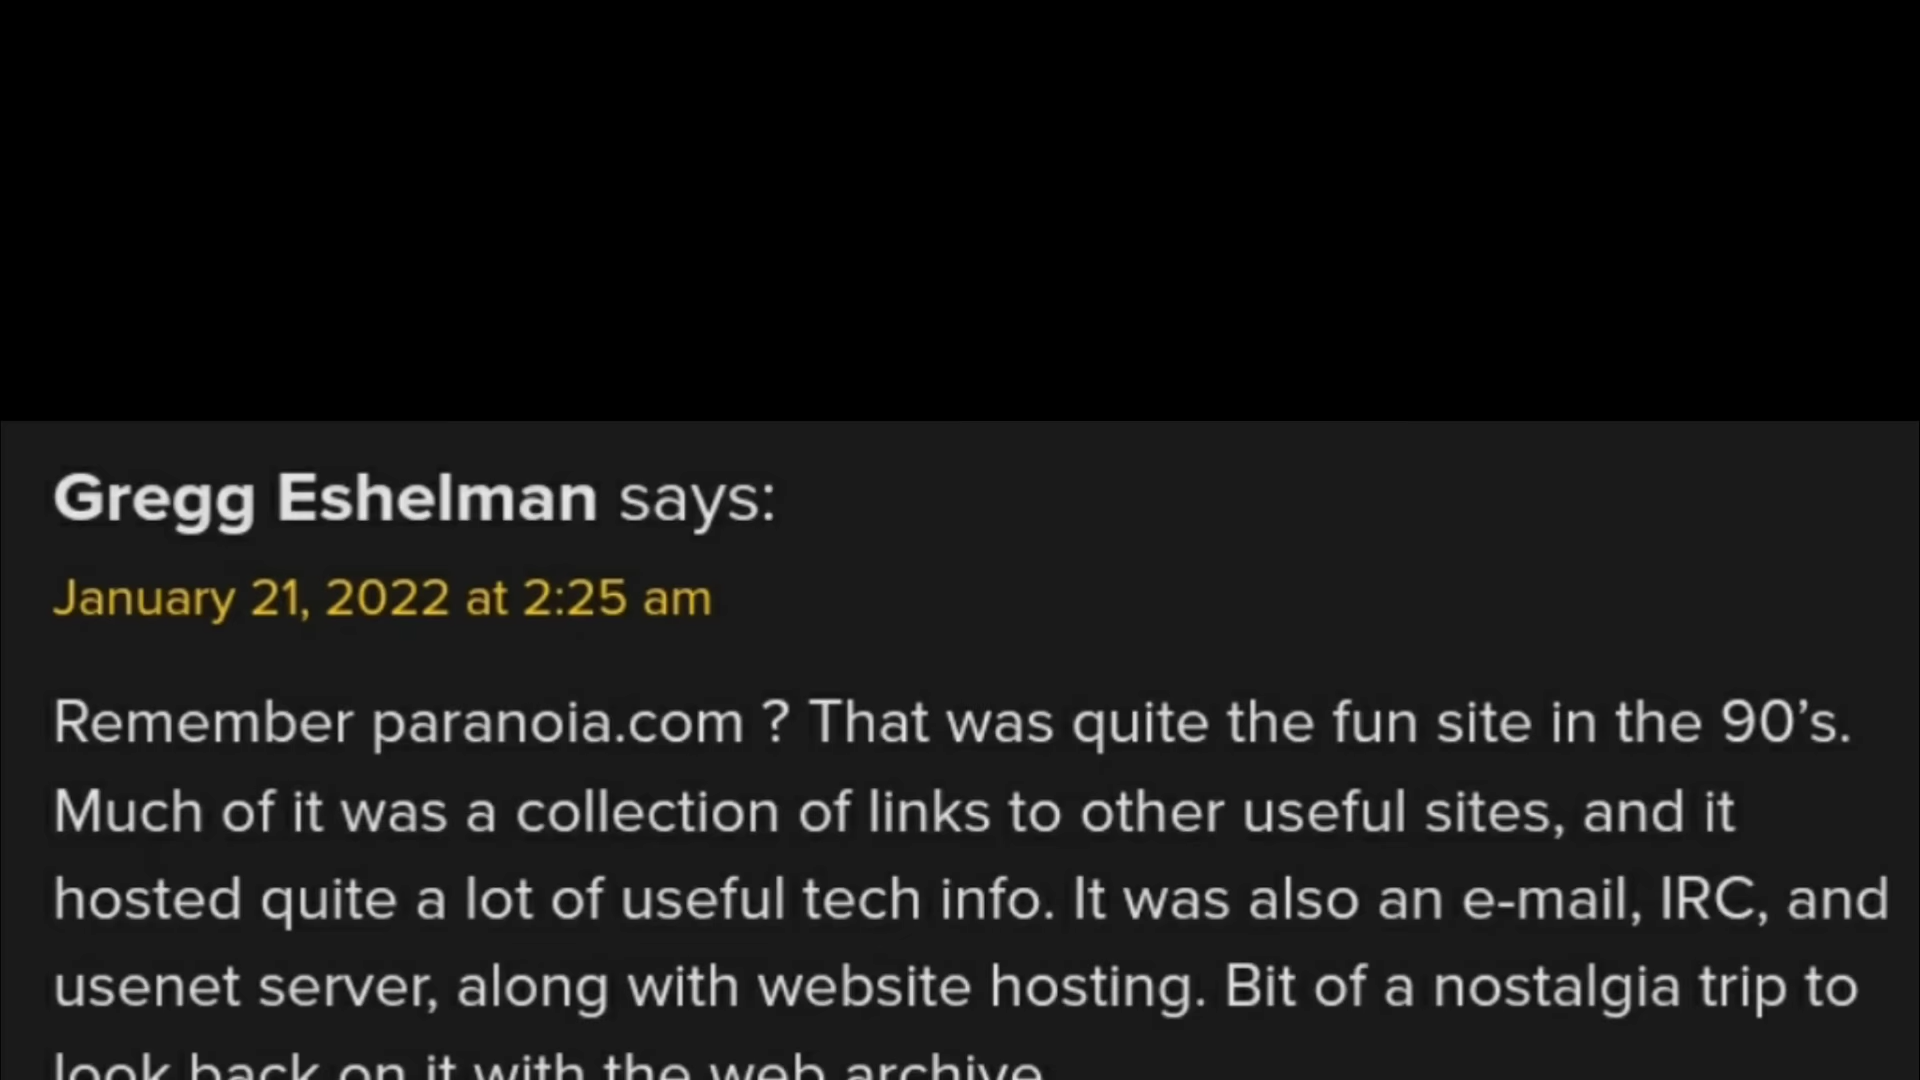 Gregg Eshelman says:
January 21, 2022 at 2:25 am
Remember paranoia.com ? That was quite the fun site in the 90’s.
Much of it was a collection of links to other useful sites, and it
hosted quite a lot of useful tech info. It was also an e-mail, IRC, and
usenet server, along with website hosting. Bit of a nostalgia trip to
look back on it with the web archive.